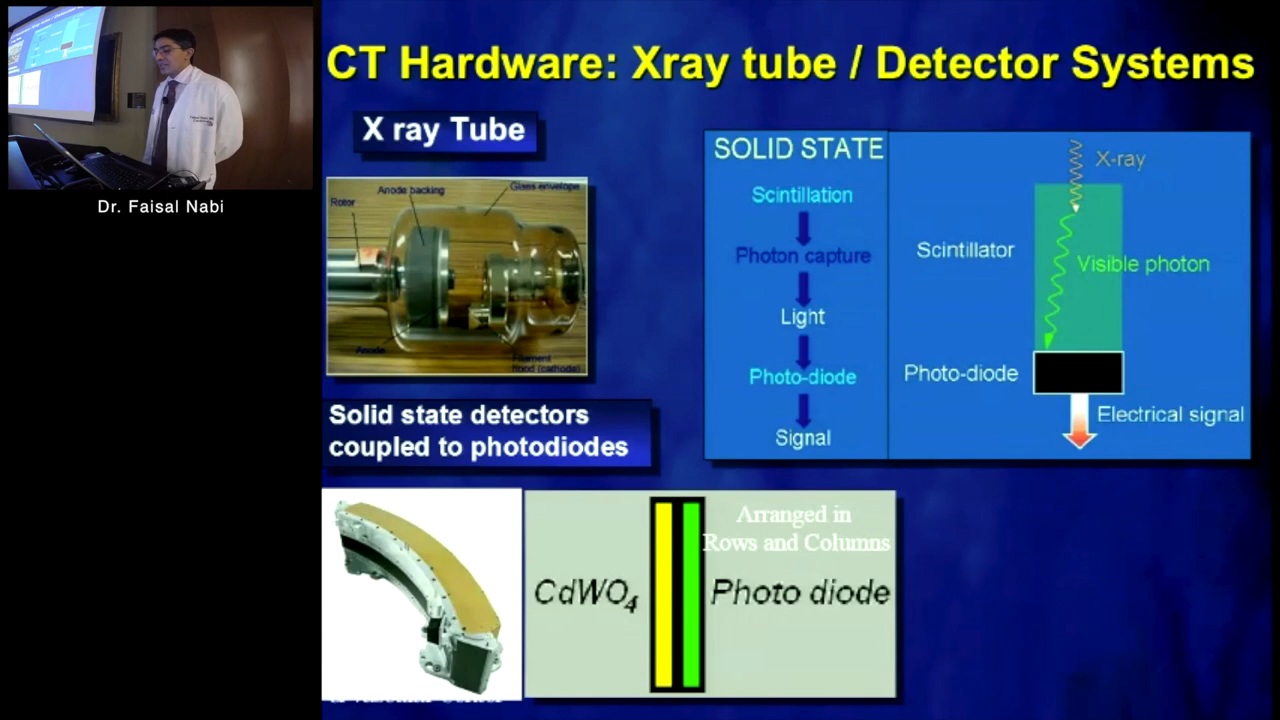 CT Hardware: Xray tube / Detector Systems
Dr. Faisal Nabi
X ray Tube
Anode backing
Glass envelope
Rotor
Anode
Filament
hood (cathode)
SOLID STATE
Scintillation
Photon capture
Light
Photo-diode
Signal
X-ray
Scintillator
Visible photon
Photo-diode
Electrical signal
Solid state detectors
coupled to photodiodes
Arranged in
Rows and Columns
CdWO4
Photo diode